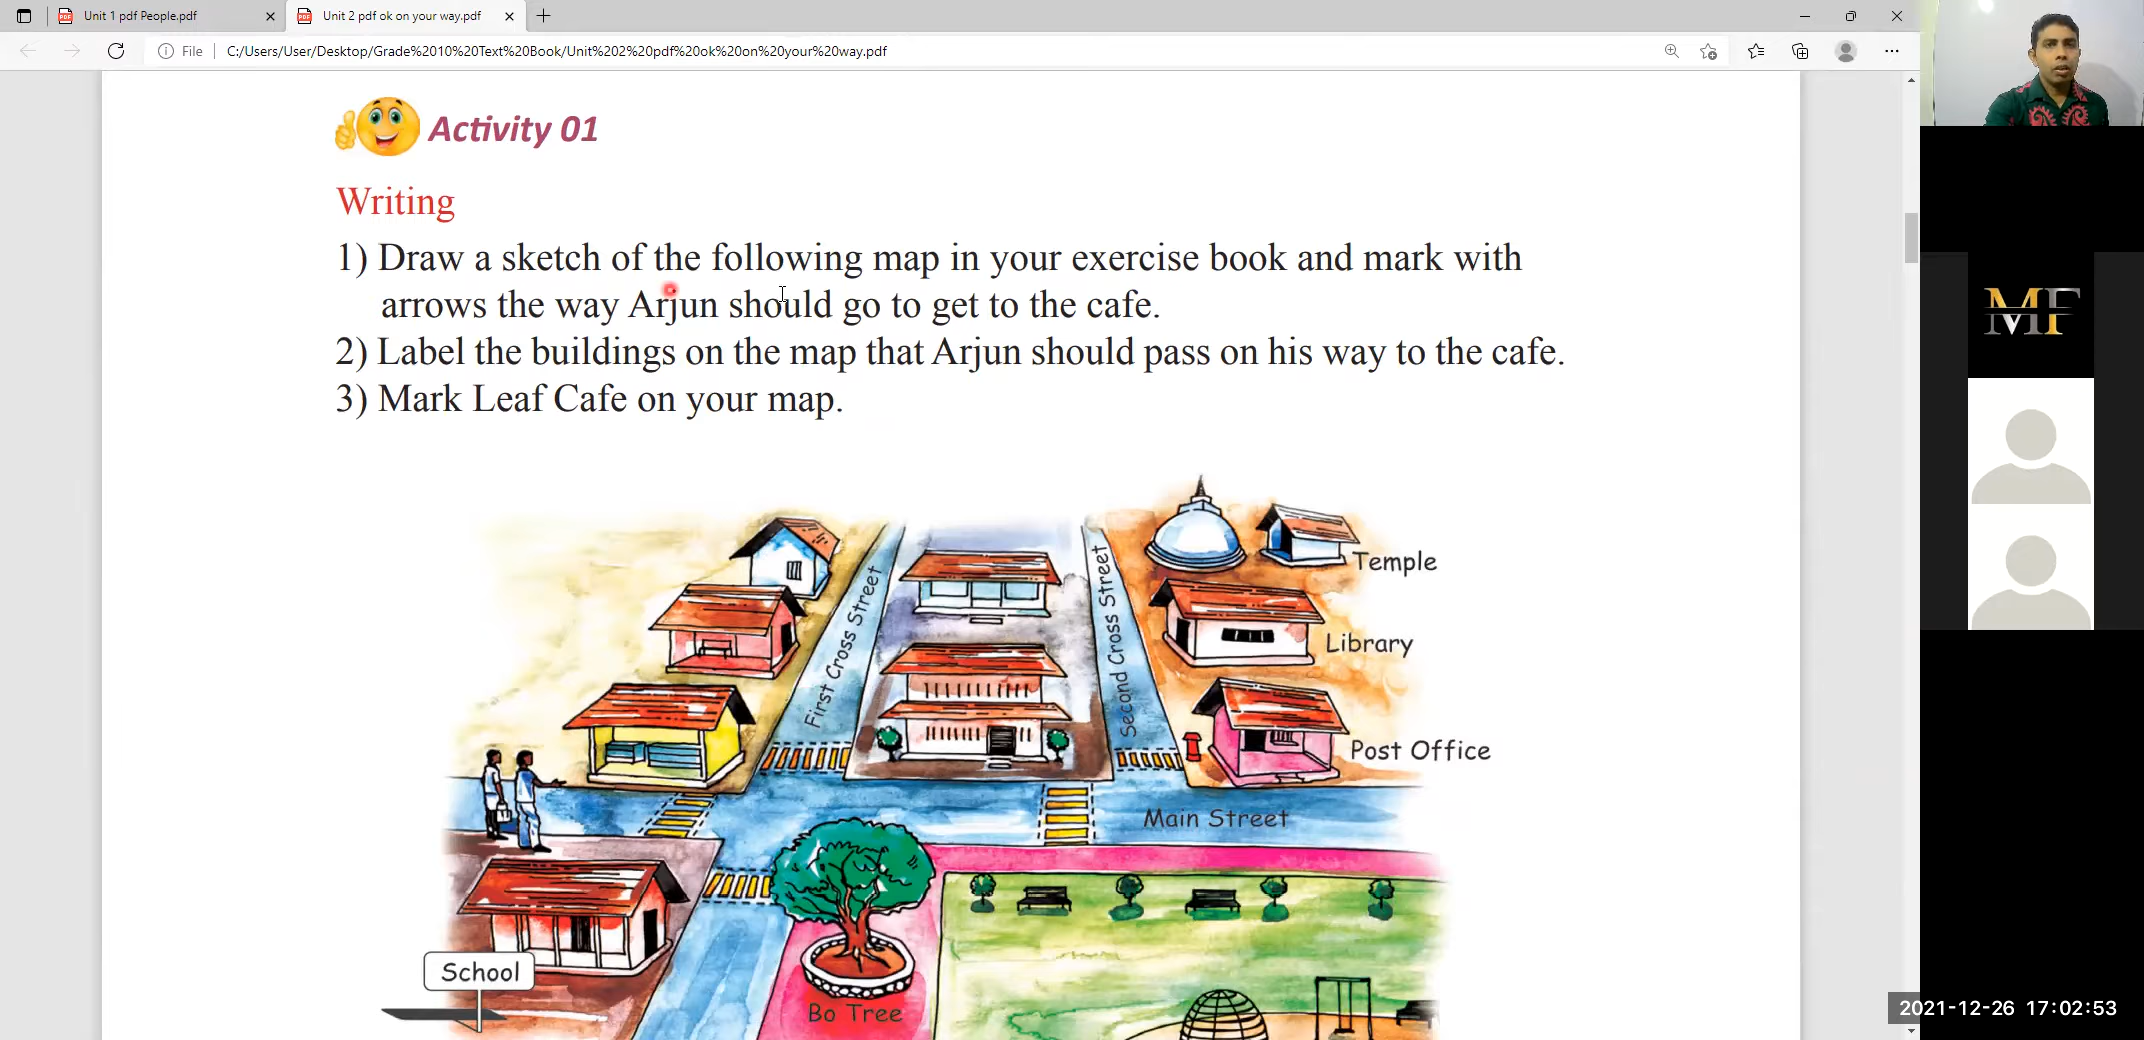 Unit 1 pdf People.pdf
Unit 2 pdf ok on your way.pdf
File
C:/Users/User/Desktop/Grade%2010%20Text%20Book/Unit%202%20pdf%20ok%20on%20your%20way.pdf
Activity 01
Writing
1) Draw a sketch of the following map in your exercise book and mark with
arrows the way Arjun should go to get to the cafe.
2) Label the buildings on the map that Arjun should pass on his way to the cafe.
3) Mark Leaf Cafe on your map.
MF
Temple
First Cross Street
Second Cross Street
Library
Post Office
Main Street
School
Bo Tree
2021-12-26 17:02:53